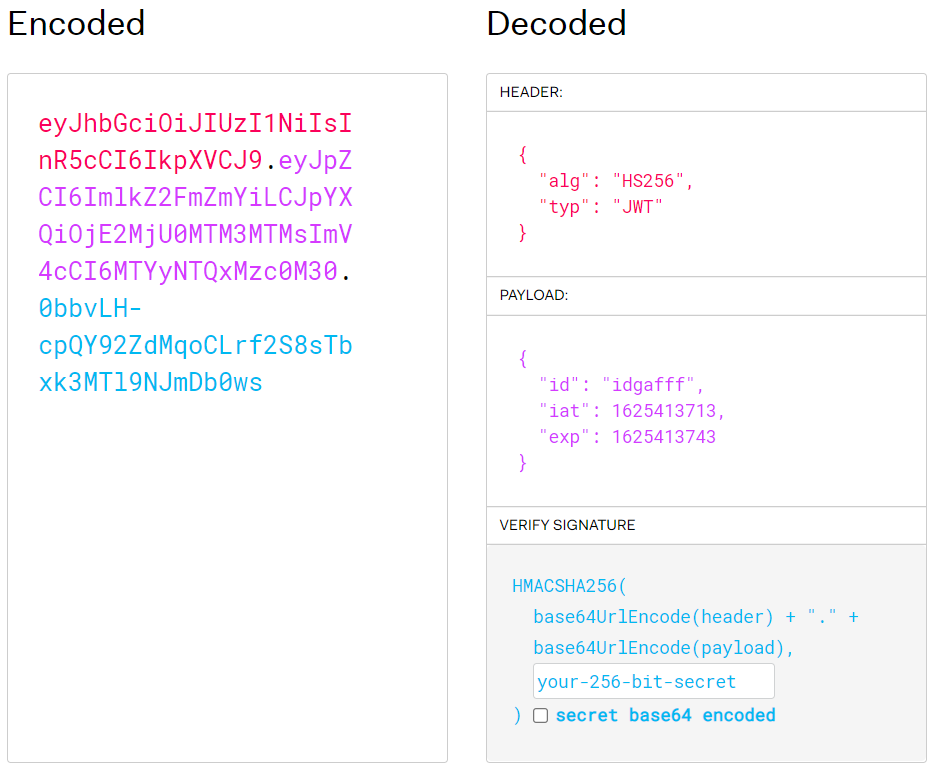 Encoded
eyJhbGciOiJIUzI1NiIsI
nR5cCI6IkpXVCJ9.eyJpZ
CI6ImlkZ2FmZmYiLCJpYX
QiOjE2MjU0MTM3MTMsImV
4cCI6MTYyNTQxMzc0M30.
0bbvLH-
cpQY92ZdMqoCLrf2S8sTb
xk3MTl9NJmDb0ws
Decoded
HEADER:
{
"alg": "HS256",
"typ": "JWT"
}
PAYLOAD:
{
"id": "idgafff",
"iat": 1625413713,
"exp": 1625413743
}
VERIFY SIGNATURE
HMACSHA256(
base64UrlEncode(header) + "." +
base64UrlEncode(payload),
your-256-bit-secret
) secret base64 encoded